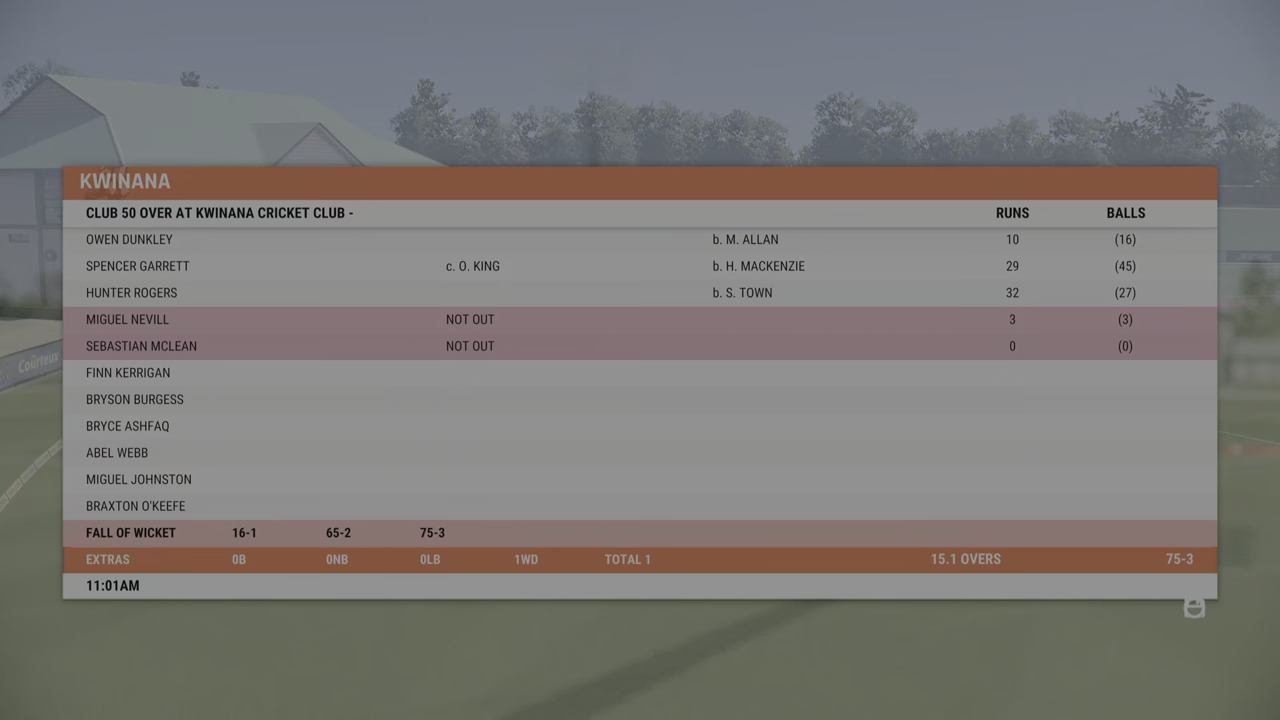 KWINANA
CLUB 50 OVER AT KWINANA CRICKET CLUB - RUNS BALLS
OWEN DUNKLEY b. M. ALLAN 10 (16)
SPENCER GARRETT c. O. KING b. H. MACKENZIE 29 (45)
HUNTER ROGERS b. S. TOWN 32 (27)
MIGUEL NEVILL NOT OUT 3 (3)
SEBASTIAN MCLEAN NOT OUT 0 (0)
Courteux
FINN KERRIGAN
BRYSON BURGESS
BRYCE ASHFAQ
ABEL WEBB
MIGUEL JOHNSTON
BRAXTON O'KEEFE
FALL OF WICKET 16-1 65-2 75-3
EXTRAS 0B 0NB 0LB 1WD TOTAL 1 15.1 OVERS 75-3
11:01AM